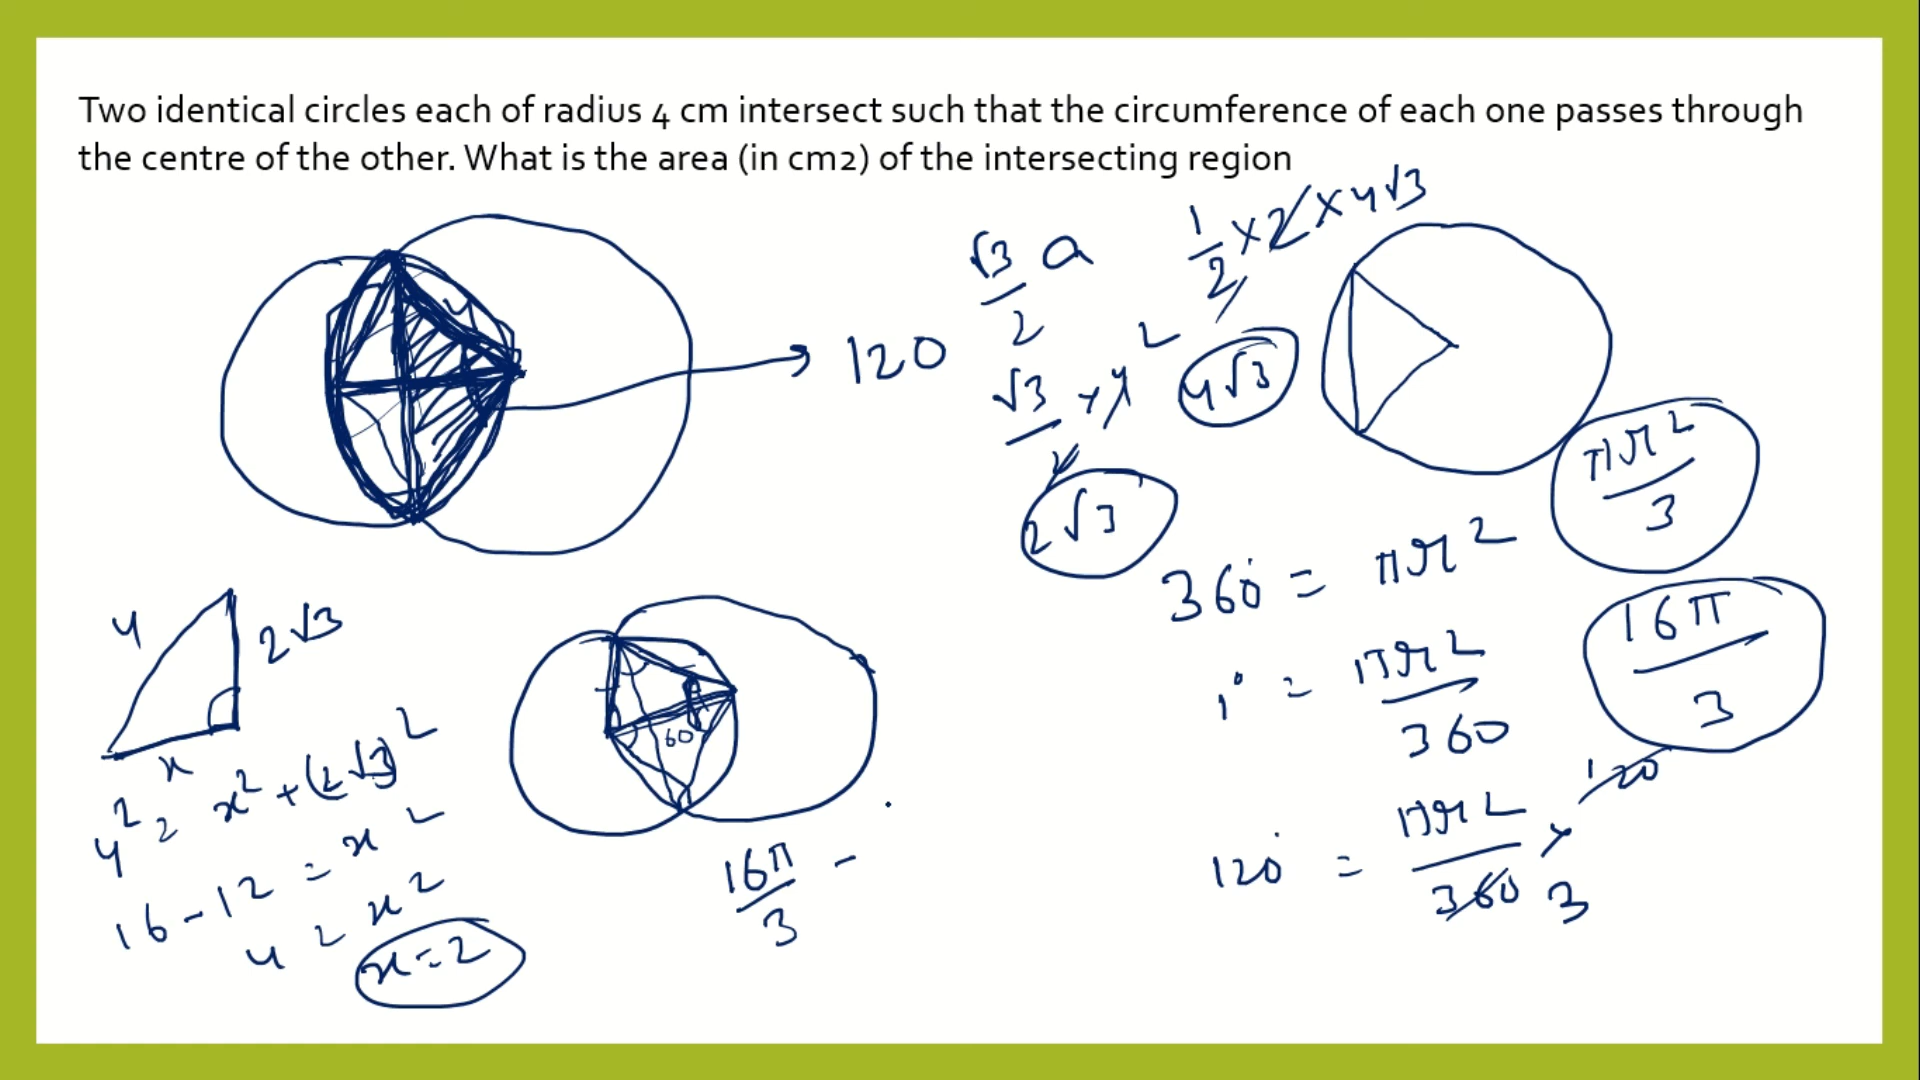 Two identical circles each of radius 4 cm intersect such that the circumference of each one passes through
the centre of the other. What is the area (in cm2) of the intersecting region
120
√3/2 a
√3/2 × 4²
2√3
1/2 × 2 × 4√3
4√3
πr²/3
360° = πr²
1° = πr²/360
16π/3
120° = πr²/360 × 120
3
4
2√3
x
4² = x² + (2√3)²
16 - 12 = x²
4 = x²
x = 2
60
16π/3 -